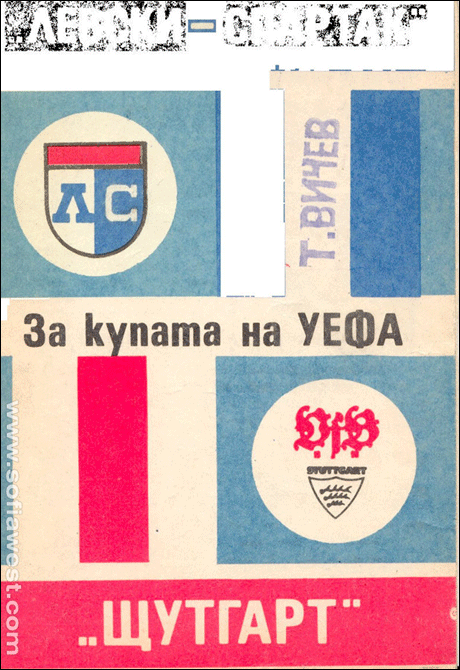 „ЛЕВСКИ–СПАРТАК“
ЛС
Т.ВИЧЕВ
За купата на УЕФА
VfB
STUTTGART
„ЩУТГАРТ“
www.sofiawest.com